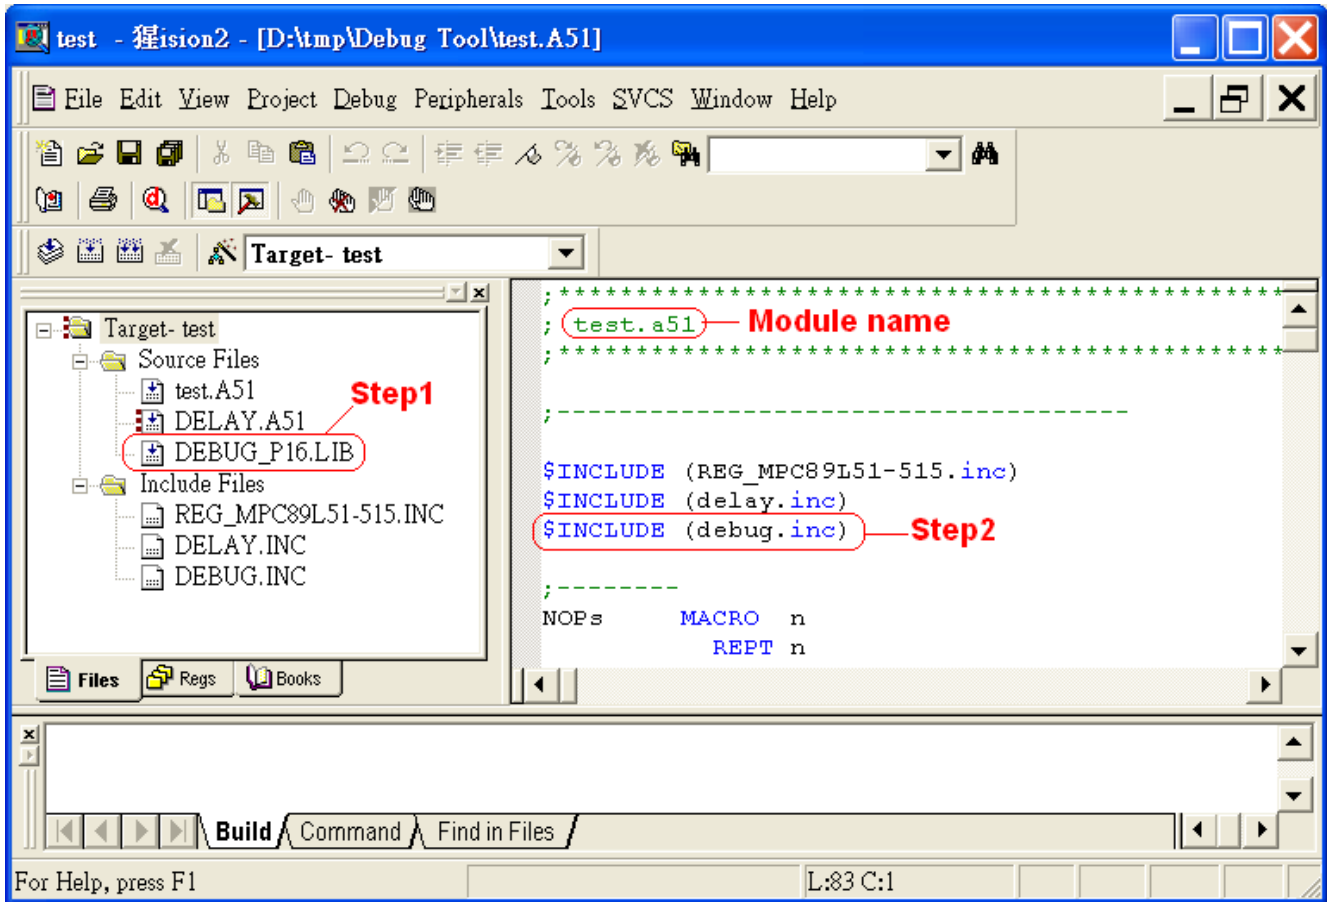 test - 猚ision2 - [D:\tmp\Debug Tool\test.A51]
File Edit View Project Debug Peripherals Tools SVCS Window Help
Target- test
Target- test
Source Files
test.A51
DELAY.A51
DEBUG_P16.LIB
Include Files
REG_MPC89L51-515.INC
DELAY.INC
DEBUG.INC
Step1
Files Regs Books
;************************************************
; test.a51 Module name
;************************************************
;-------------------------------------
$INCLUDE (REG_MPC89L51-515.inc)
$INCLUDE (delay.inc)
$INCLUDE (debug.inc) Step2
;--------
NOPs MACRO n
REPT n
Build Command Find in Files
For Help, press F1 L:83 C:1